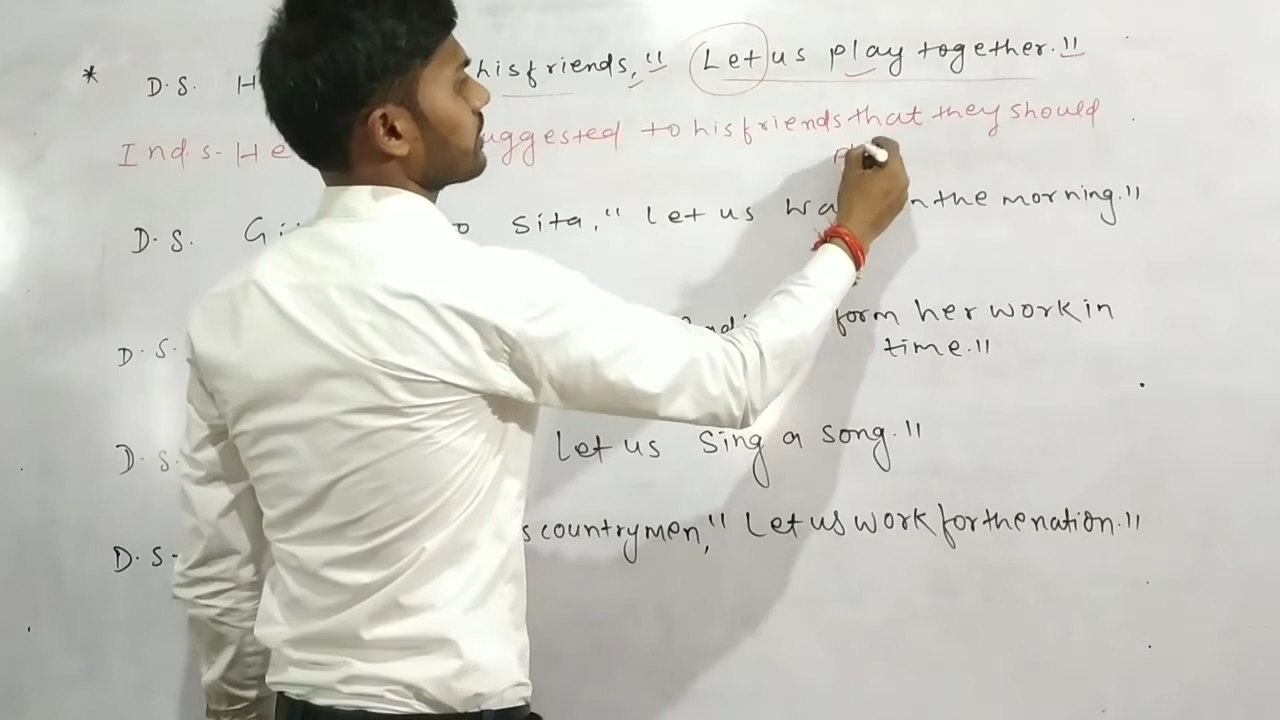 * D.S. H his friends," Let us play together."
Ind.s- He uggested to his friends that they should
D.S. Gi o Sita," Let us wa n the morning."
D.S. form her work in
time."
D.S. Let us Sing a song."
D.S- s countrymen," Let us work for the nation."